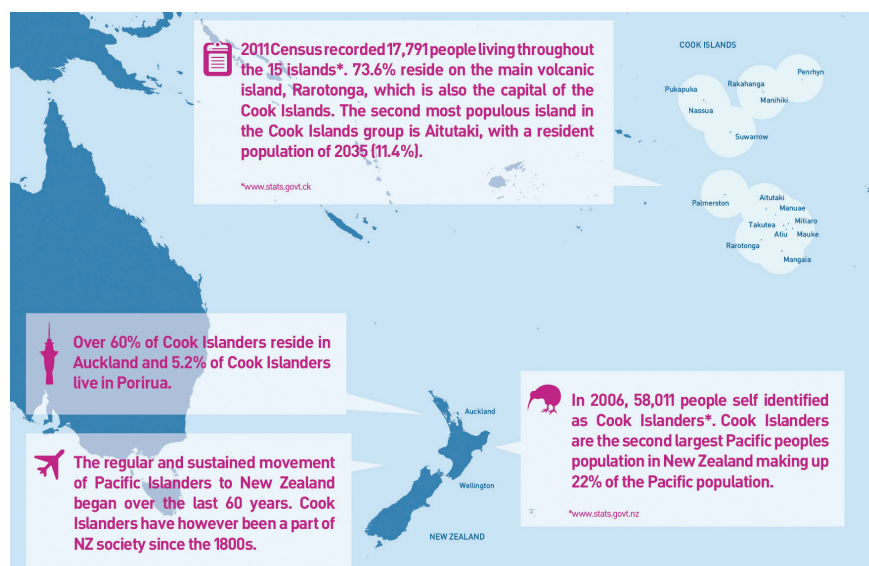 2011 Census recorded 17,791 people living throughout
the 15 islands*. 73.6% reside on the main volcanic
island, Rarotonga, which is also the capital of the
Cook Islands. The second most populous island in
the Cook Islands group is Aitutaki, with a resident
population of 2035 (11.4%).
*www.stats.govt.ck
COOK ISLANDS
Penrhyn
Rakahanga
Pukapuka
Manihiki
Nassua
Suwarrow
Palmerston
Aitutaki
Manuae
Mitiaro
Takutea
Atiu
Mauke
Rarotonga
Mangaia
Over 60% of Cook Islanders reside in
Auckland and 5.2% of Cook Islanders
live in Porirua.
The regular and sustained movement
of Pacific Islanders to New Zealand
began over the last 60 years. Cook
Islanders have however been a part of
NZ society since the 1800s.
Auckland
Wellington
NEW ZEALAND
In 2006, 58,011 people self identified
as Cook Islanders*. Cook Islanders
are the second largest Pacific peoples
population in New Zealand making up
22% of the Pacific population.
*www.stats.govt.nz